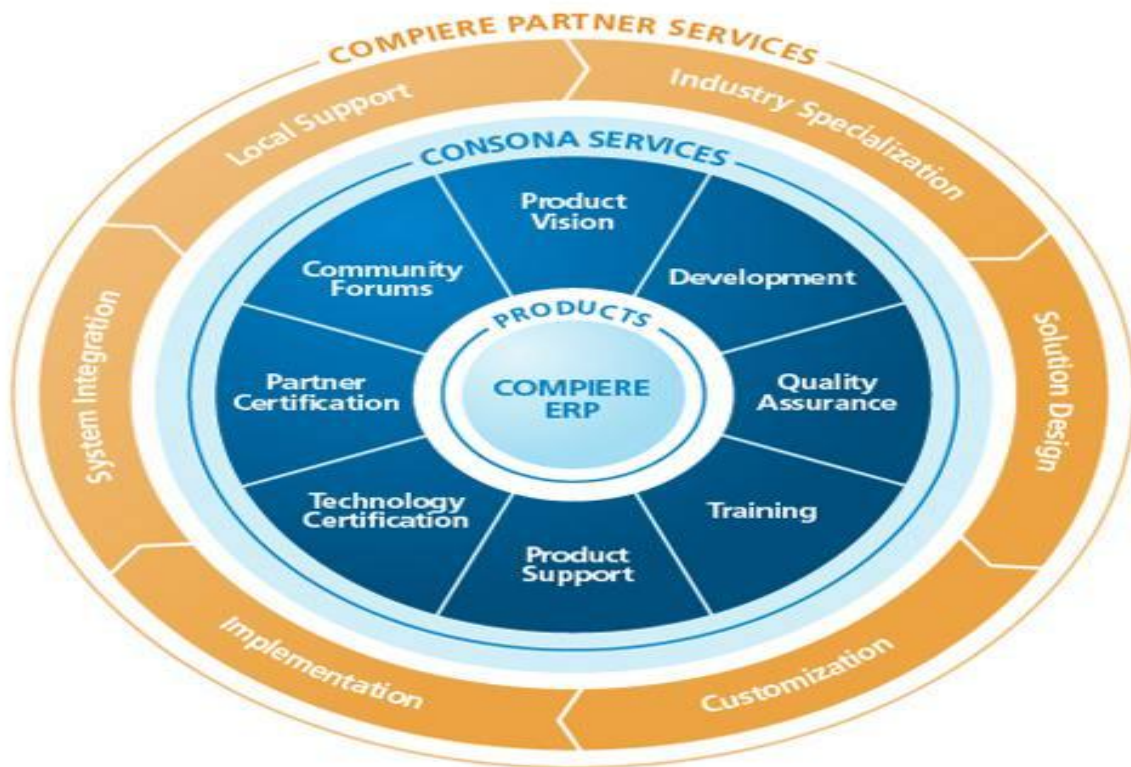 COMPIERE PARTNER SERVICES
Local Support
Industry Specialization
Solution Design
Customization
Implementation
System Integration
CONSONA SERVICES
Product
Vision
Development
Quality
Assurance
Training
Product
Support
Technology
Certification
Partner
Certification
Community
Forums
PRODUCTS
COMPIERE
ERP